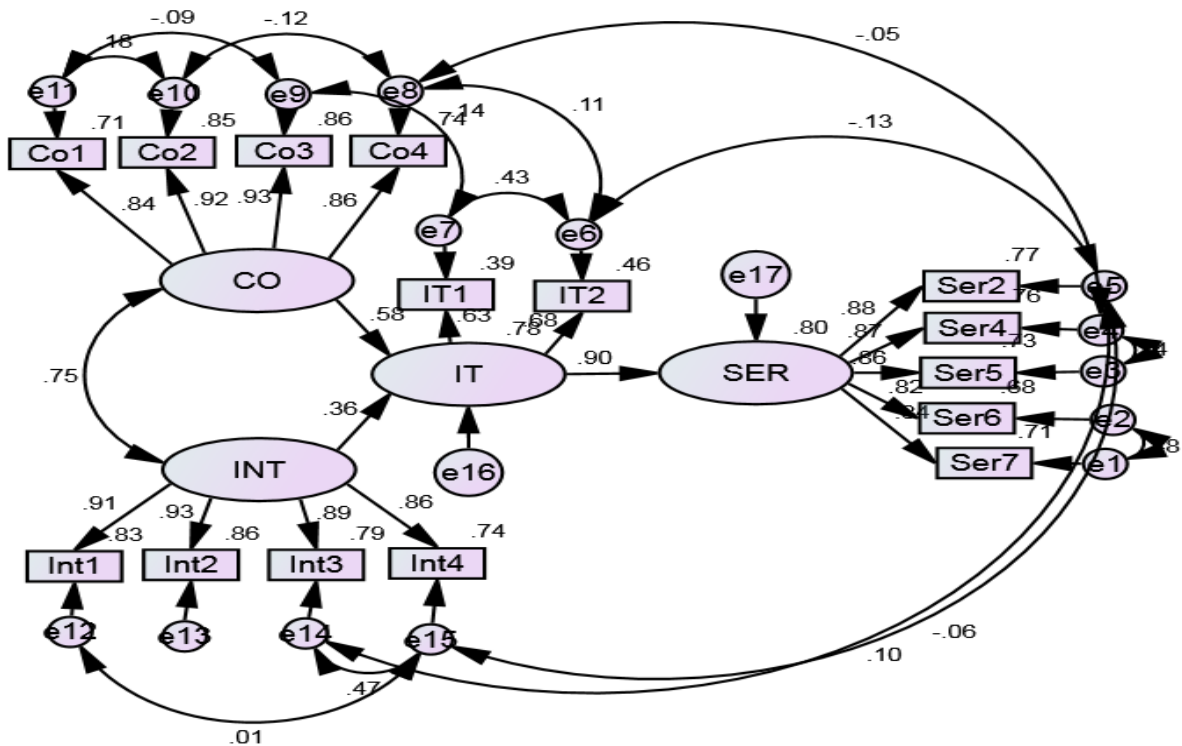 -.09 -.12 -.05
.18
e11 e10 e9 e8
.71 .85 .86 .74 .14 .11 -.13
Co1 Co2 Co3 Co4
.84 .92 .93 .86 .43
e7 e6
.39 .46 .77
CO e17 Ser2 e5
IT1 IT2 .76
.58 .63 .78 .68 .80 .88 Ser4 e4
.87 .73
.75 IT .90 SER .86 Ser5 e3
.36 .82 .68
Ser6 e2
.71
INT e16 Ser7 e1
.91 .93 .89 .86
.83 .86 .79 .74
Int1 Int2 Int3 Int4
e12 e13 e14 e15 -.06
.10
.47
.01